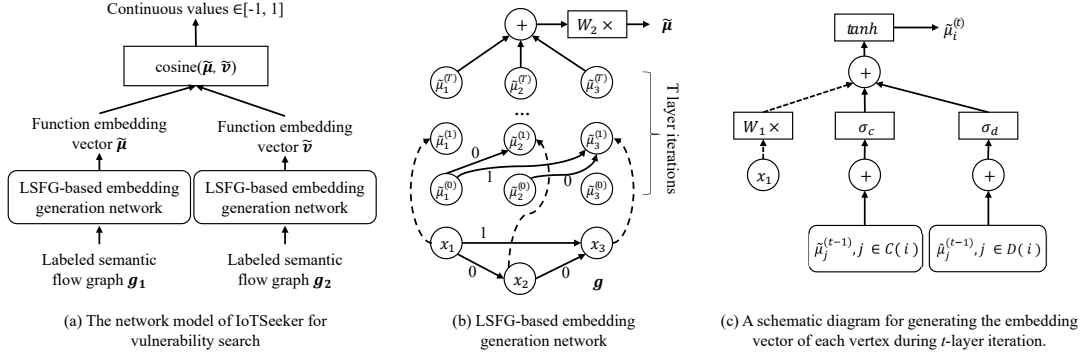 Continuous values ∈[-1, 1]
cosine(μ̃, ṽ)
Function embedding
vector μ̃
Function embedding
vector ṽ
LSFG-based embedding
generation network
LSFG-based embedding
generation network
Labeled semantic
flow graph g₁
Labeled semantic
flow graph g₂
(a) The network model of IoTSeeker for
vulnerability search
+
W₂ ×
μ̃
μ̃₁⁽ᵀ⁾
μ̃₂⁽ᵀ⁾
μ̃₃⁽ᵀ⁾
...
μ̃₁⁽¹⁾
μ̃₂⁽¹⁾
μ̃₃⁽¹⁾
0
1
0
μ̃₁⁽⁰⁾
μ̃₂⁽⁰⁾
μ̃₃⁽⁰⁾
T layer iterations
x₁
1
x₃
0
0
x₂
g
(b) LSFG-based embedding
generation network
tanh
μ̃ᵢ⁽ᵗ⁾
+
W₁ ×
σ_c
σ_d
x₁
+
+
μ̃ⱼ⁽ᵗ⁻¹⁾, j ∈ C( i )
μ̃ⱼ⁽ᵗ⁻¹⁾, j ∈ D( i )
(c) A schematic diagram for generating the embedding
vector of each vertex during t-layer iteration.